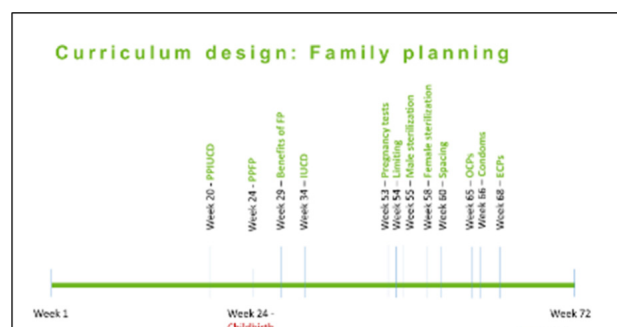 Curriculum design: Family planning
Week 20 - PPIUCD
Week 24 - PPFP
Week 29 – Benefits of FP
Week 34 – IUCD
Week 53 – Pregnancy tests
Week 54 – Limiting
Week 55 – Male sterilization
Week 58 – Female sterilization
Week 60 – Spacing
Week 65 – OCPs
Week 66 – Condoms
Week 68 – ECPs
Week 1
Week 24 -
Childbirth
Week 72